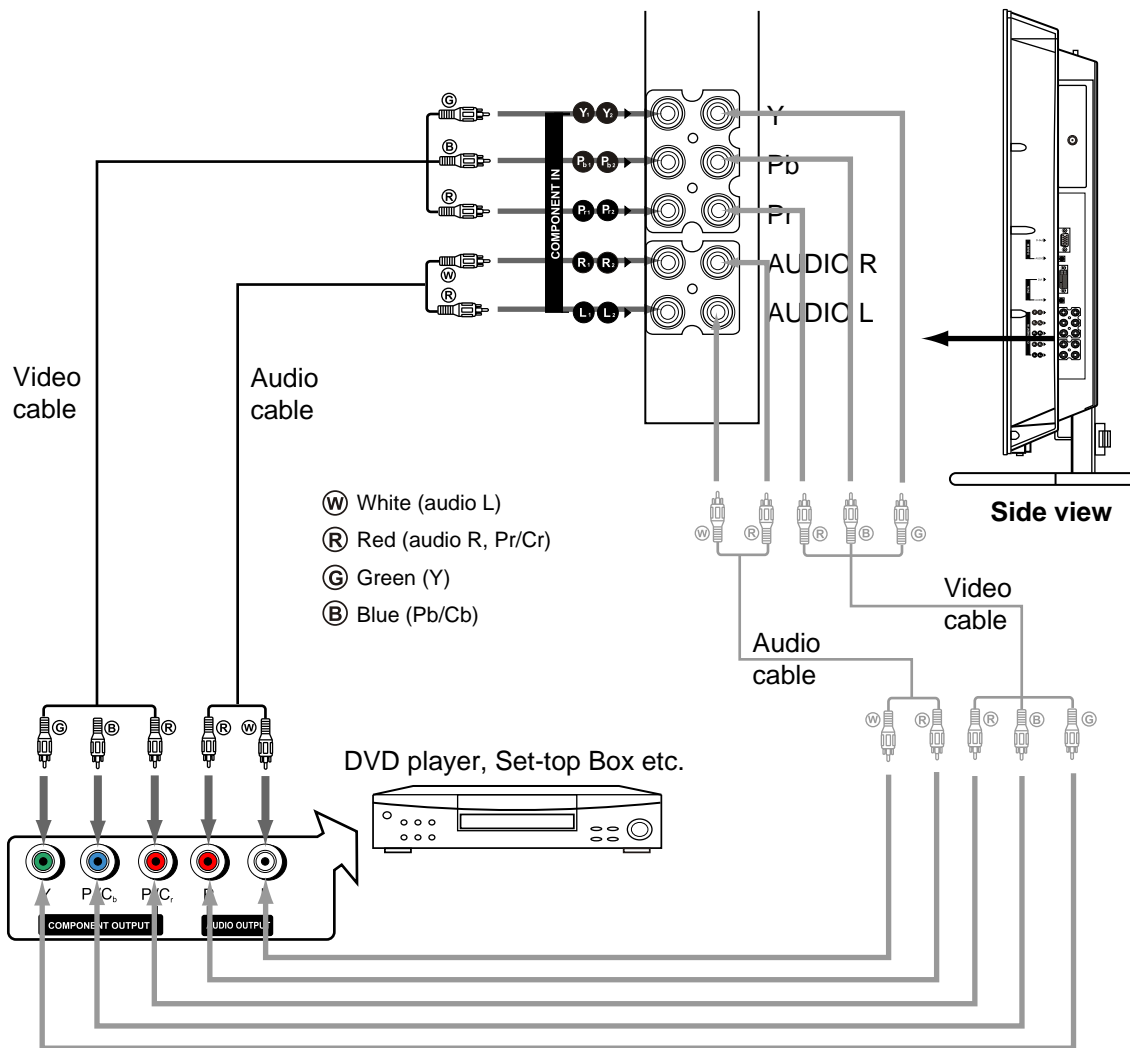 G
Y₁ Y₂
Y
B
Pb1 Pb2
Pb
R
Pr1 Pr2
Pr
COMPONENT IN
R₁ R₂
AUDIO R
W
R
L₁ L₂
AUDIO L
Video
cable
Audio
cable
W White (audio L)
R Red (audio R, Pr/Cr)
G Green (Y)
B Blue (Pb/Cb)
Side view
W
R
R
B
G
Video
cable
Audio
cable
G
B
R
R
W
W
R
R
B
G
DVD player, Set-top Box etc.
COMPONENT OUTPUT
AUDIO OUTPUT